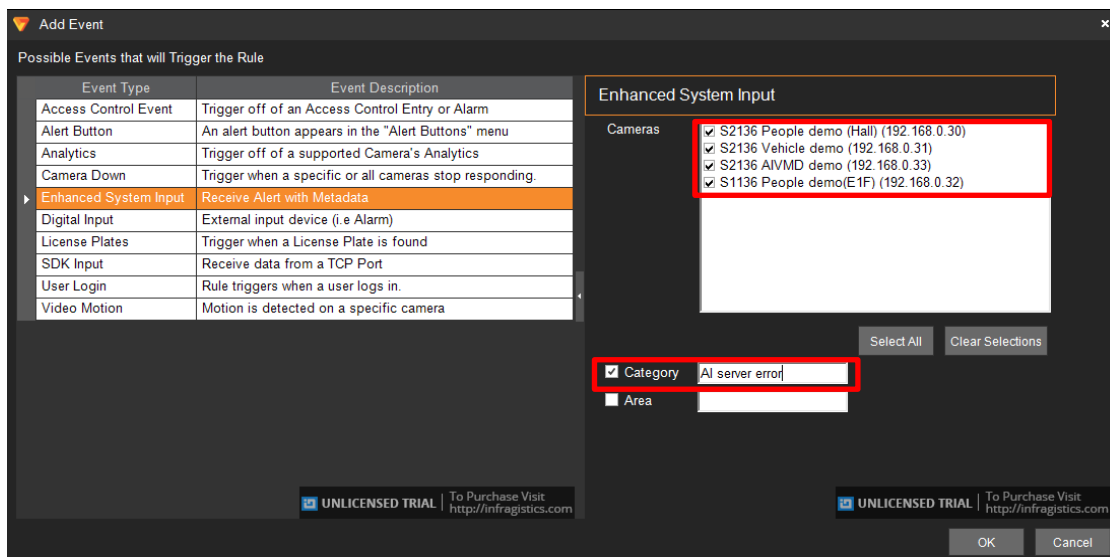 Add Event
×
Possible Events that will Trigger the Rule
Event Type Event Description
Access Control Event Trigger off of an Access Control Entry or Alarm
Alert Button An alert button appears in the "Alert Buttons" menu
Analytics Trigger off of a supported Camera's Analytics
Camera Down Trigger when a specific or all cameras stop responding.
Enhanced System Input Receive Alert with Metadata
Digital Input External input device (i.e Alarm)
License Plates Trigger when a License Plate is found
SDK Input Receive data from a TCP Port
User Login Rule triggers when a user logs in.
Video Motion Motion is detected on a specific camera
UNLICENSED TRIAL To Purchase Visit
http://infragistics.com
Enhanced System Input
Cameras
S2136 People demo (Hall) (192.168.0.30)
S2136 Vehicle demo (192.168.0.31)
S2136 AIVMD demo (192.168.0.33)
S1136 People demo(E1F) (192.168.0.32)
Select All Clear Selections
Category AI server error
Area
UNLICENSED TRIAL To Purchase Visit
http://infragistics.com
OK Cancel